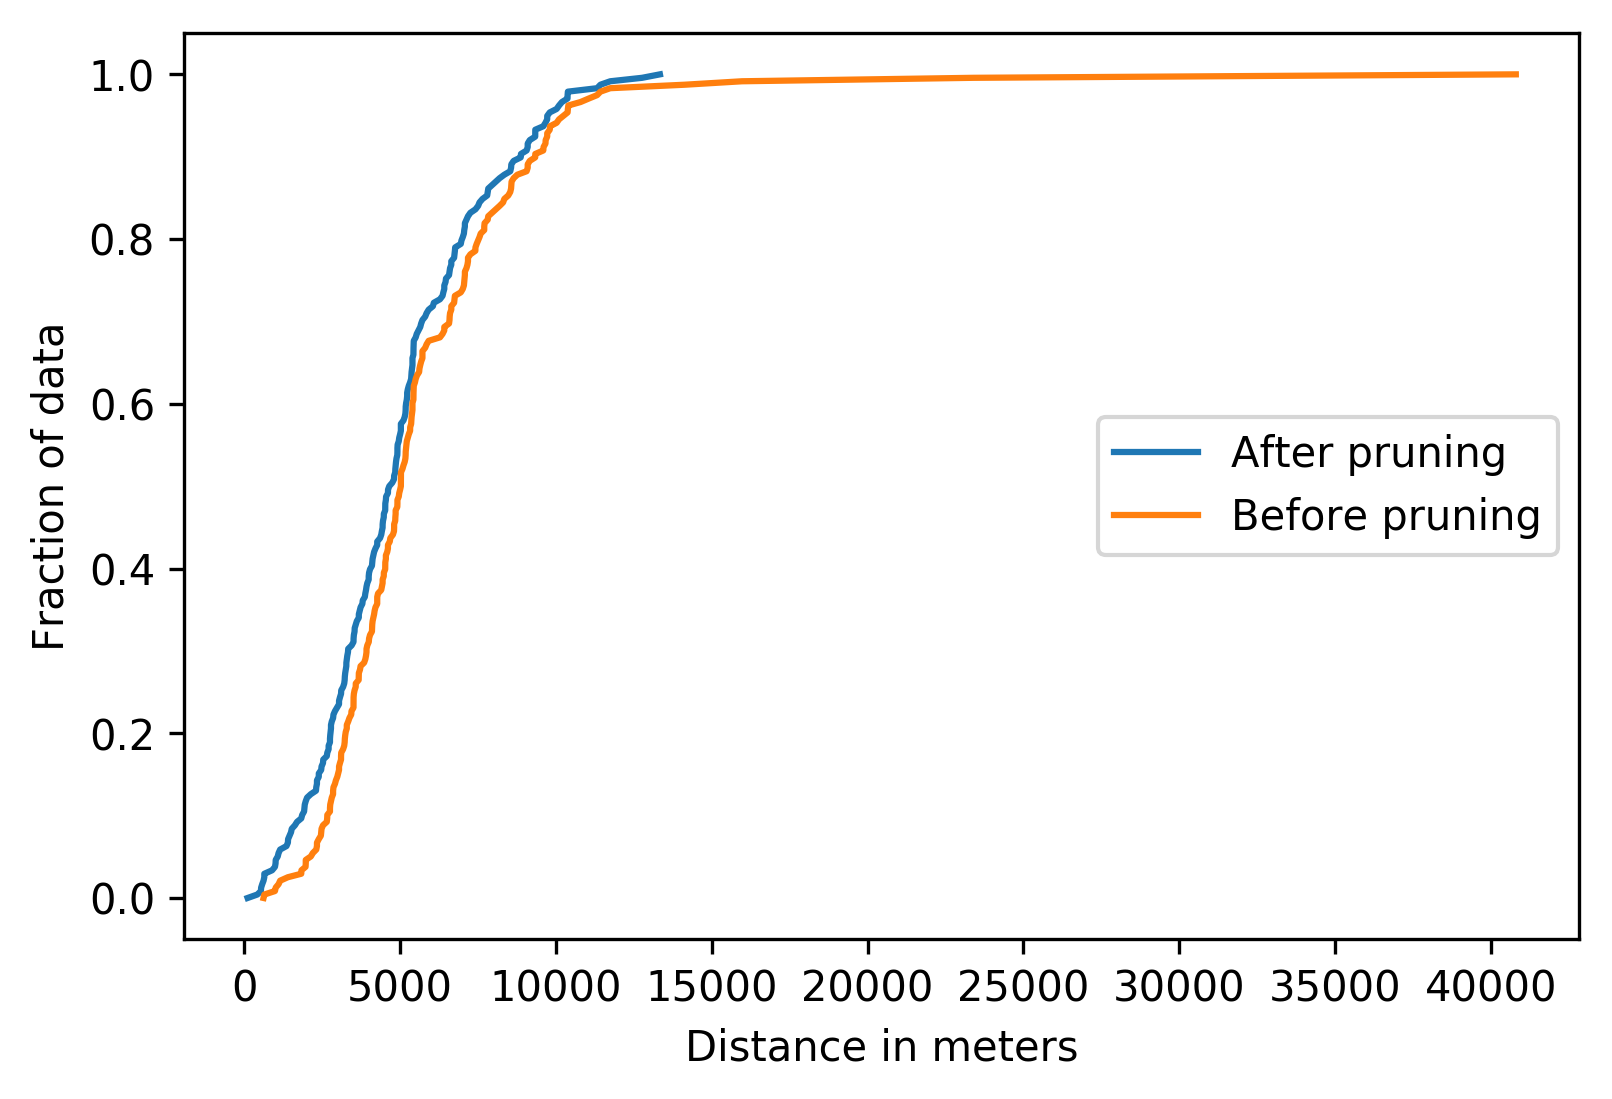 1.0
0.8
0.6
0.4
0.2
0.0
Fraction of data
After pruning
Before pruning
0 5000 10000 15000 20000 25000 30000 35000 40000
Distance in meters